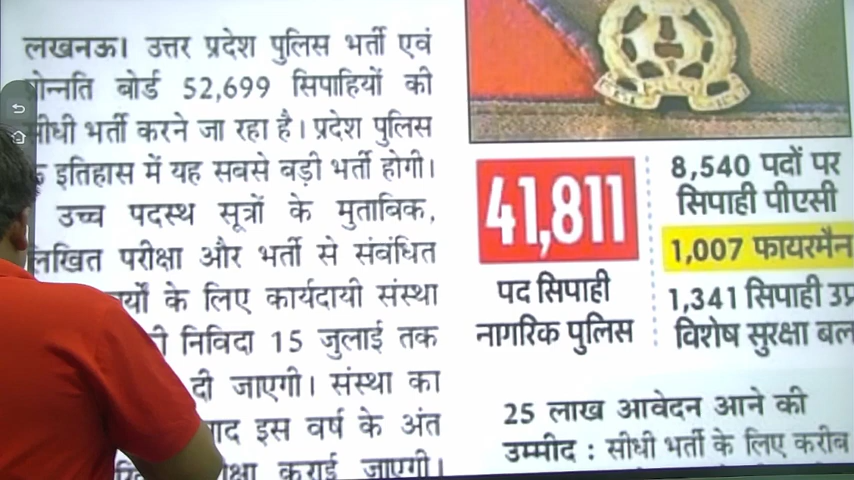 लखनऊ। उत्तर प्रदेश पुलिस भर्ती एवं
बोर्ड 52,699 सिपाहियों की
सीधी भर्ती करने जा रहा है। प्रदेश पुलिस
इतिहास में यह सबसे बड़ी भर्ती होगी।
उच्च पदस्थ सूत्रों के मुताबिक,
लिखित परीक्षा और भर्ती से संबंधित
के लिए कार्यदायी संस्था
निविदा 15 जुलाई तक
दी जाएगी। संस्था का
इस वर्ष के अंत
कराई जाएगी।
41,811
पद सिपाही
नागरिक पुलिस
8,540 पदों पर
सिपाही पीएसी
1,007 फायरमैन
1,341 सिपाही
विशेष सुरक्षा बल
25 लाख आवेदन आने की
उम्मीद : सीधी भर्ती के लिए करीब